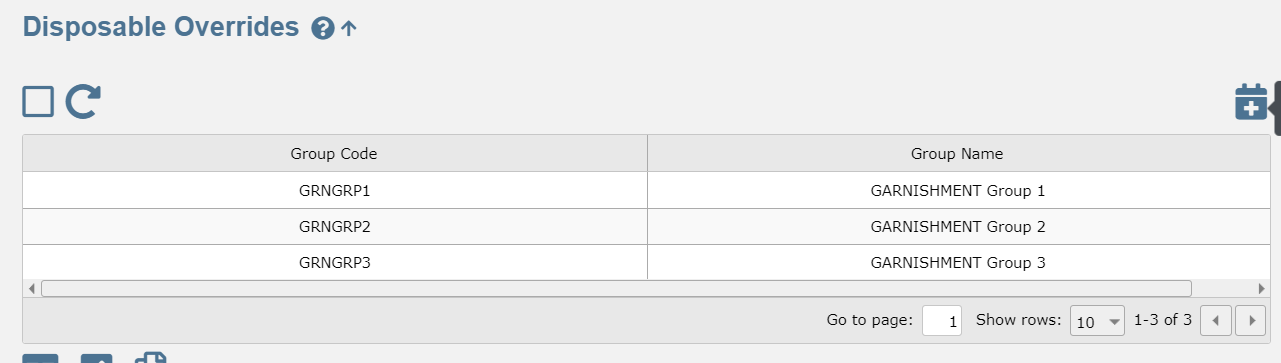 Disposable Overrides
Group Code Group Name
GRNGRP1 GARNISHMENT Group 1
GRNGRP2 GARNISHMENT Group 2
GRNGRP3 GARNISHMENT Group 3
Go to page: 1 Show rows: 10 1-3 of 3